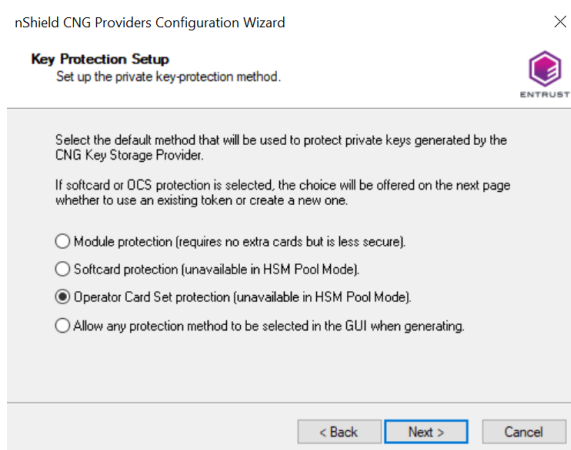 nShield CNG Providers Configuration Wizard
Key Protection Setup
Set up the private key-protection method.
ENTRUST
Select the default method that will be used to protect private keys generated by the
CNG Key Storage Provider.
If softcard or OCS protection is selected, the choice will be offered on the next page
whether to use an existing token or create a new one.
Module protection (requires no extra cards but is less secure).
Softcard protection (unavailable in HSM Pool Mode).
Operator Card Set protection (unavailable in HSM Pool Mode).
Allow any protection method to be selected in the GUI when generating.
< Back Next > Cancel